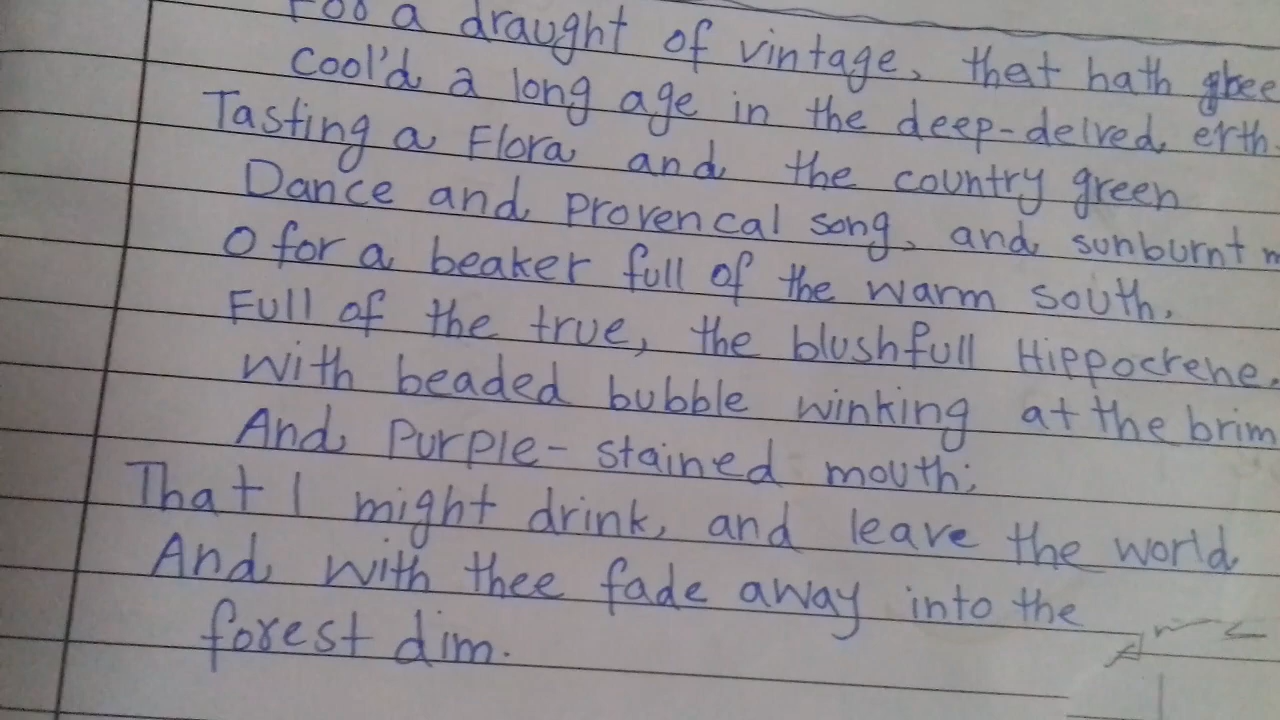 Foo a draught of vintage, that hath gbee
Cool'd a long age in the deep-delved erth.
Tasting a Flora and the country green
Dance and Provencal song, and sunburnt m
O for a beaker full of the warm south,
Full of the true, the blushfull Hippocrene,
With beaded bubble winking at the brim
And Purple-stained mouth;
That I might drink, and leave the world
And with thee fade away into the
forest dim.